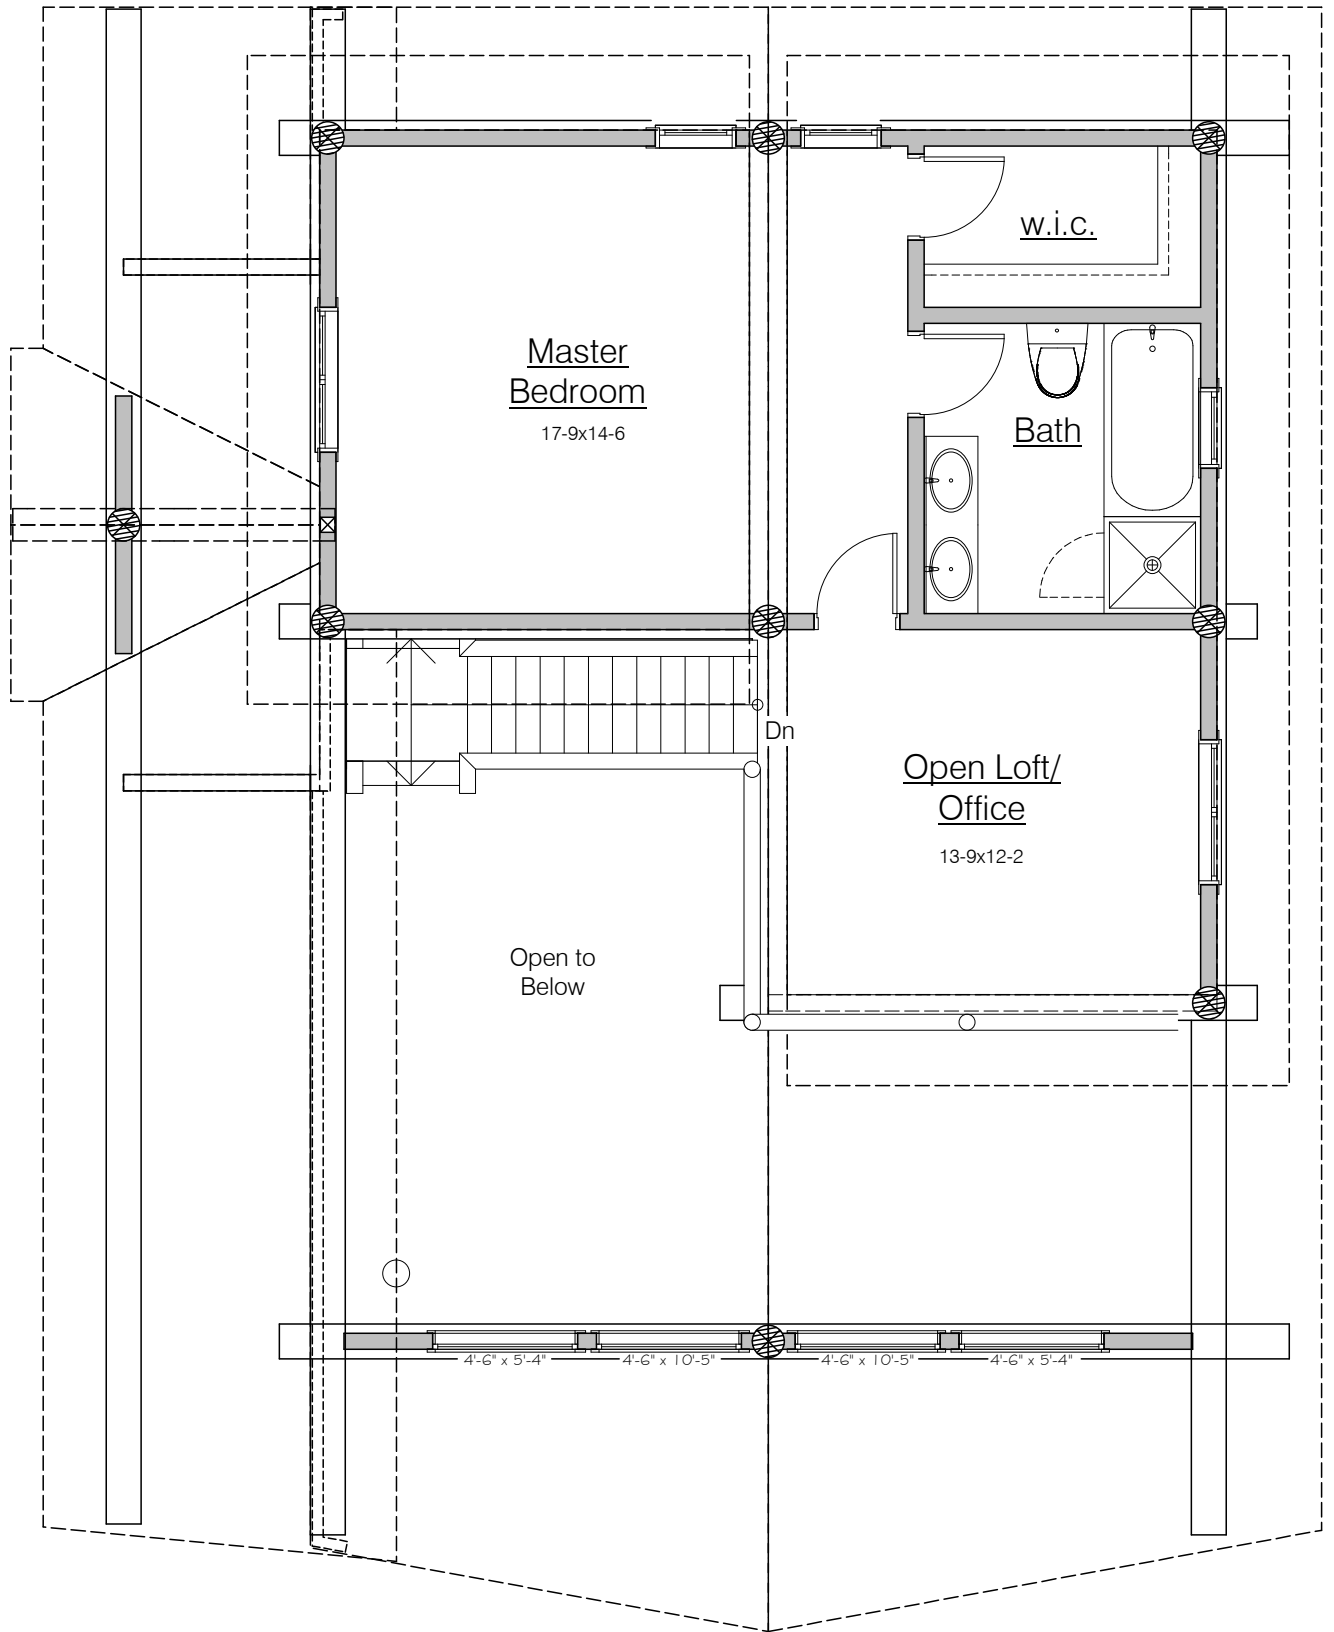 w.i.c.
Master
Bedroom
17-9x14-6
Bath
Dn
Open Loft/
Office
13-9x12-2
Open to
Below
4'-6" x 5'-4"
4'-6" x 10'-5"
4'-6" x 10'-5"
4'-6" x 5'-4"